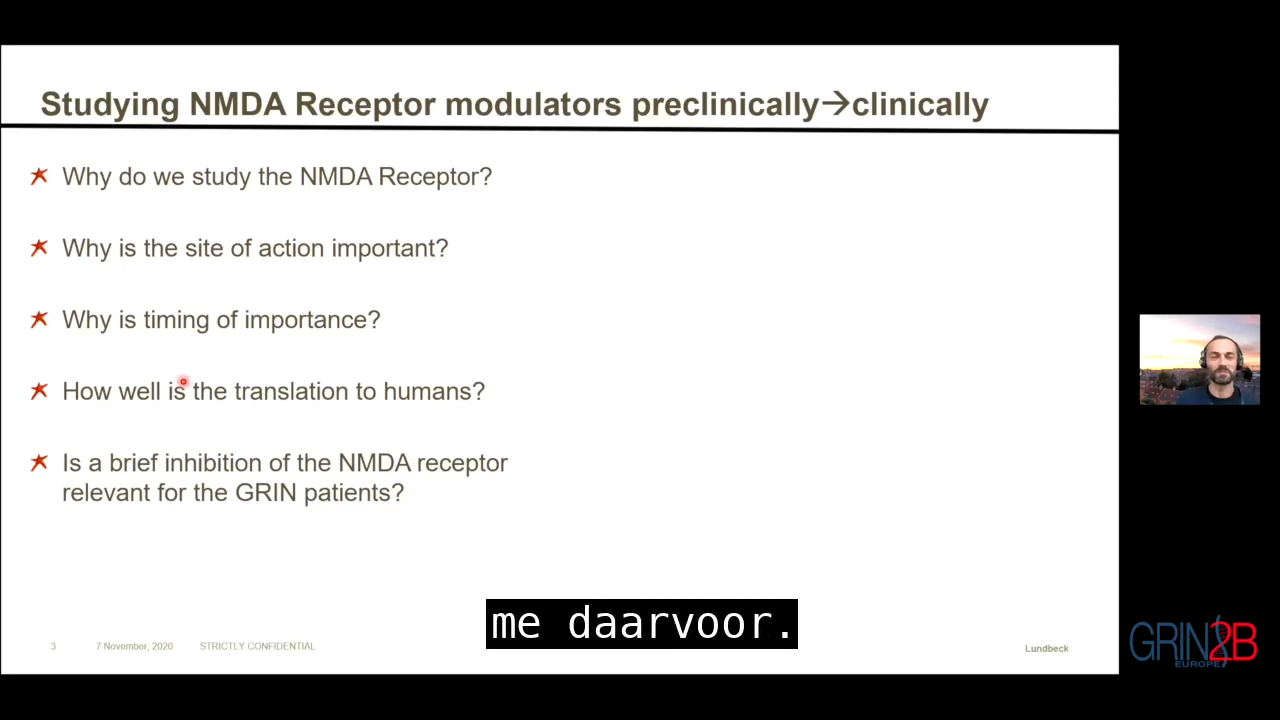 Studying NMDA Receptor modulators preclinically→clinically
Why do we study the NMDA Receptor?
Why is the site of action important?
Why is timing of importance?
How well is the translation to humans?
Is a brief inhibition of the NMDA receptor
relevant for the GRIN patients?
me daarvoor.
3 7 November, 2020 STRICTLY CONFIDENTIAL
Lundbeck
GRIN2B
EUROPE